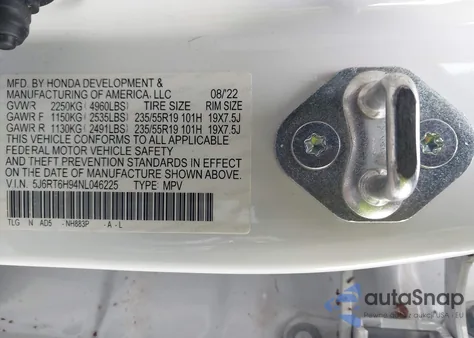 MFD. BY HONDA DEVELOPMENT &
MANUFACTURING OF AMERICA, LLC 08/'22
GVWR 2250KG ( 4960LBS) TIRE SIZE RIM SIZE
GAWR F 1150KG ( 2535LBS) 235/55R19 101H 19X7.5J
GAWR R 1130KG ( 2491LBS) 235/55R19 101H 19X7.5J
THIS VEHICLE CONFORMS TO ALL APPLICABLE
FEDERAL MOTOR VEHICLE SAFETY
AND THEFT PREVENTION STANDARDS IN EFFECT
ON THE DATE OF MANUFACTURE SHOWN ABOVE.
V.I.N. 5J6RT6H94NL046225 TYPE: MPV
TLG N AD5 - NH883P - A - L
autoSnap